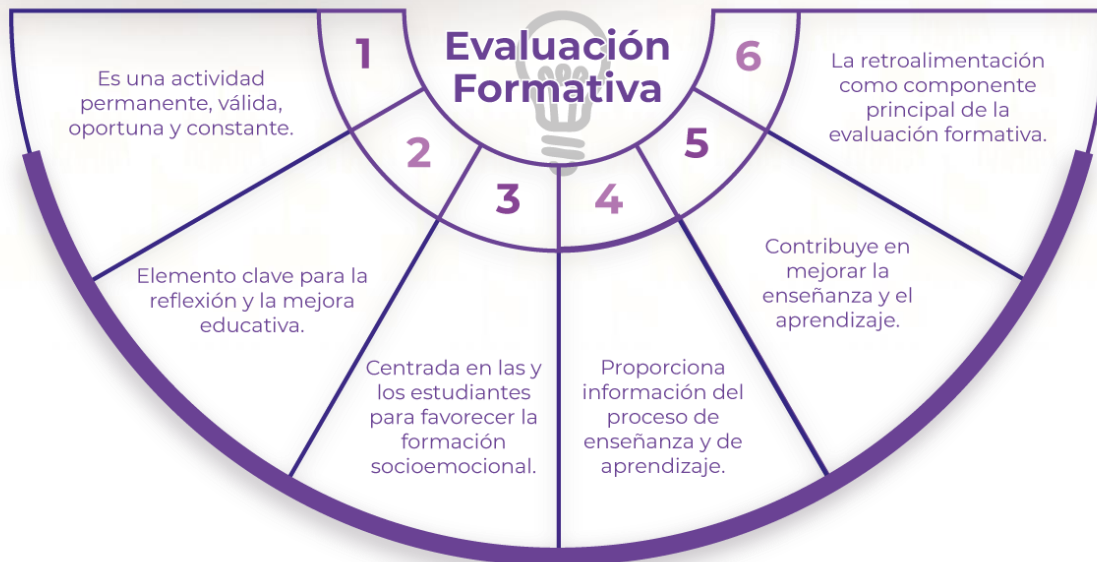 Evaluación
Formativa
1
Es una actividad
permanente, válida,
oportuna y constante.
2
Elemento clave para la
reflexión y la mejora
educativa.
3
Centrada en las y
los estudiantes
para favorecer la
formación
socioemocional.
4
Proporciona
información del
proceso de
enseñanza y de
aprendizaje.
5
Contribuye en
mejorar la
enseñanza y el
aprendizaje.
6
La retroalimentación
como componente
principal de la
evaluación formativa.